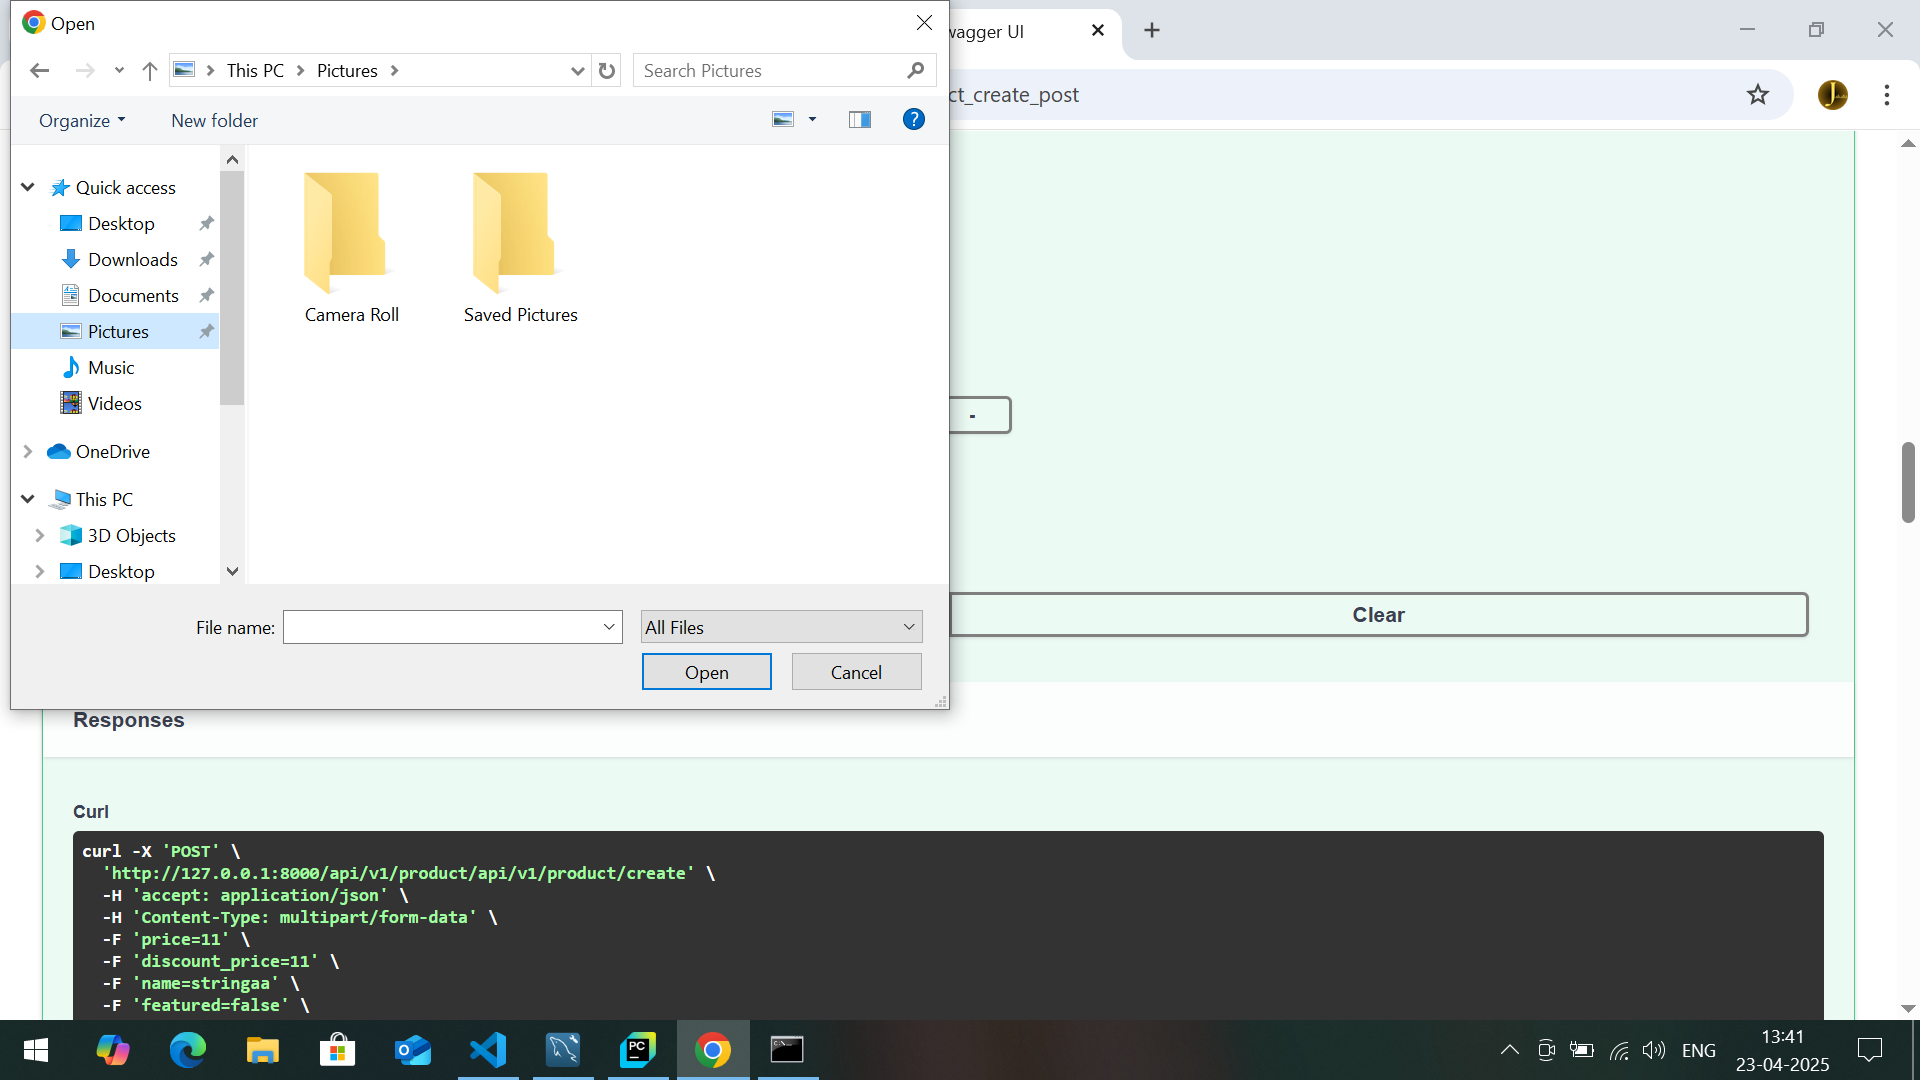 Open
wagger UI
This PC
Pictures
Search Pictures
ct_create_post
Organize
New folder
Quick access
Desktop
Downloads
Documents
Pictures
Music
Videos
OneDrive
This PC
3D Objects
Desktop
Camera Roll
Saved Pictures
-
File name:
All Files
Open
Cancel
Clear
Responses
Curl
curl -X 'POST' \
'http://127.0.0.1:8000/api/v1/product/api/v1/product/create' \
-H 'accept: application/json' \
-H 'Content-Type: multipart/form-data' \
-F 'price=11' \
-F 'discount_price=11' \
-F 'name=stringaa' \
-F 'featured=false' \
PC
ENG
13:41
23-04-2025